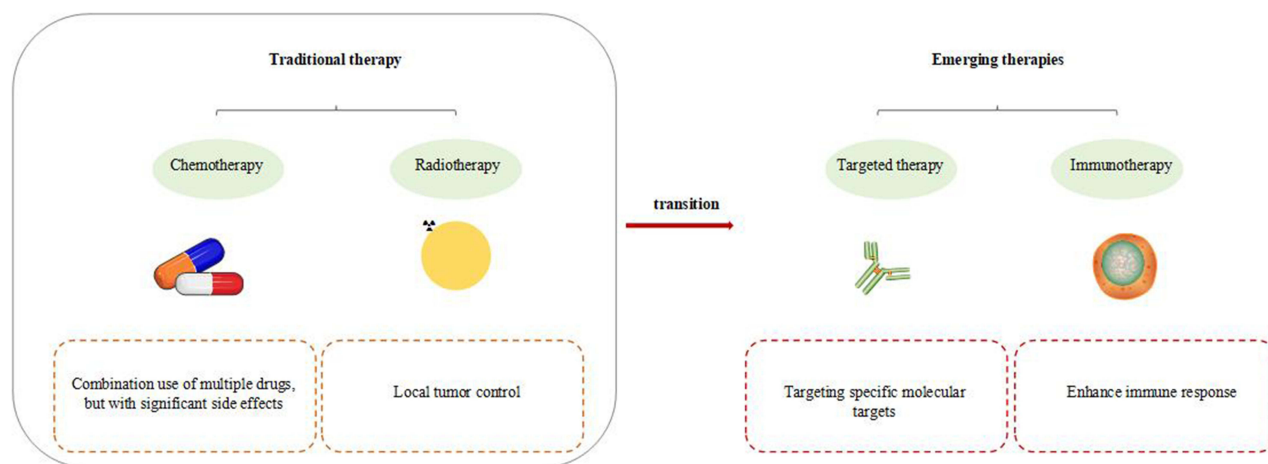 Traditional therapy
Chemotherapy
Radiotherapy
Combination use of multiple drugs,
but with significant side effects
Local tumor control
transition
Emerging therapies
Targeted therapy
Immunotherapy
Targeting specific molecular
targets
Enhance immune response